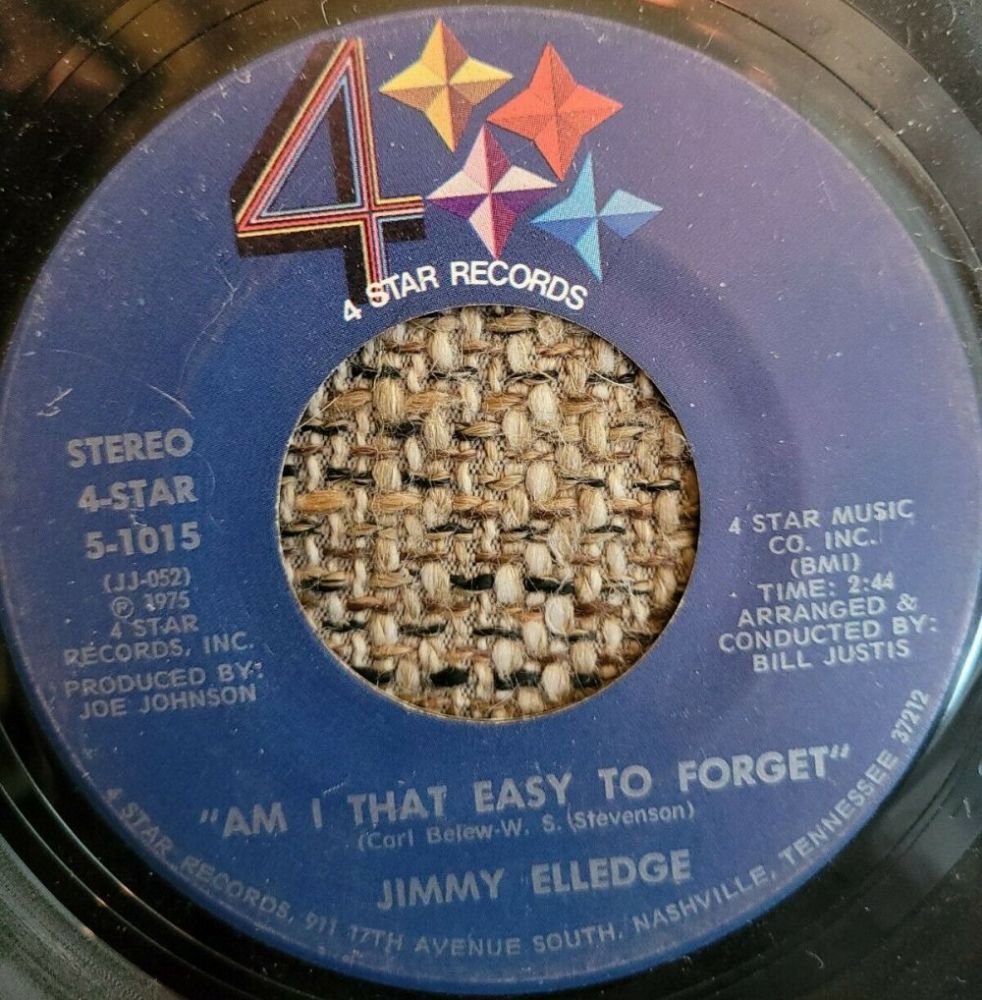 4
4 STAR RECORDS
STEREO
4-STAR
5-1015
(JJ-052)
℗ 1975
4 STAR
RECORDS, INC.
PRODUCED BY:
JOE JOHNSON
4 STAR MUSIC
CO. INC.
(BMI)
TIME: 2:44
ARRANGED &
CONDUCTED BY:
BILL JUSTIS
"AM I THAT EASY TO FORGET"
(Carl Belew-W. S. Stevenson)
JIMMY ELLEDGE
4 STAR RECORDS, 911 17TH AVENUE SOUTH, NASHVILLE, TENNESSEE 37212